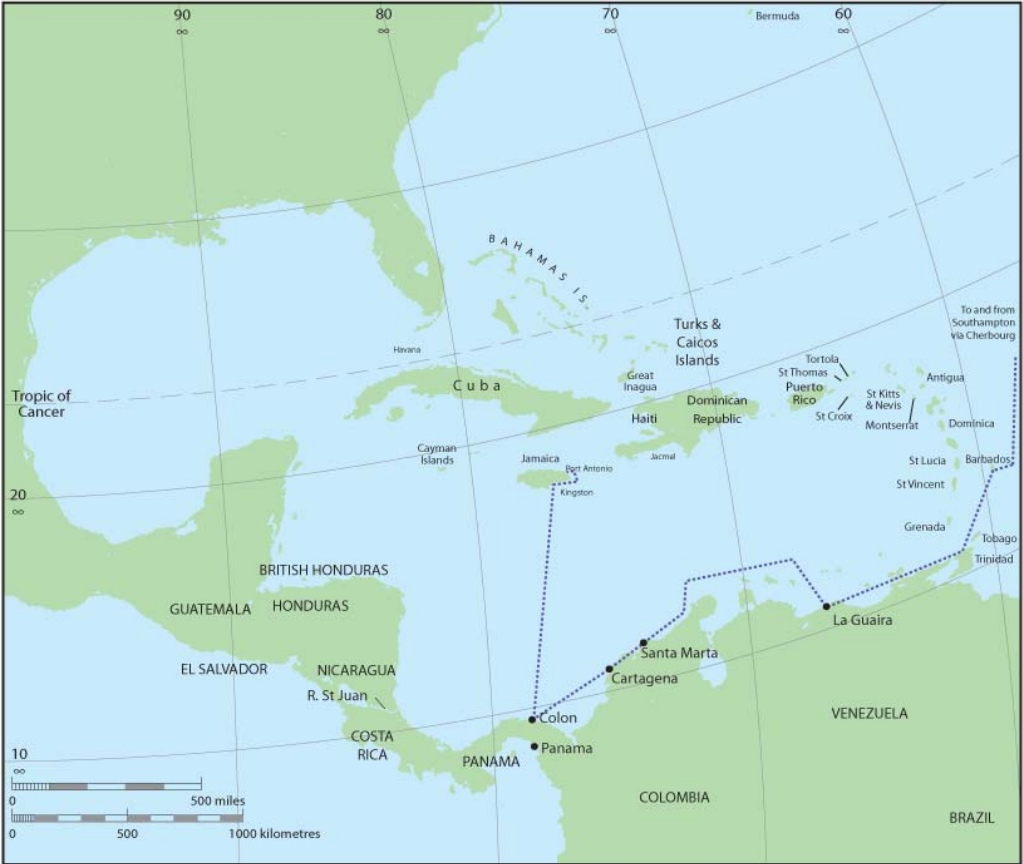 90
∞
80
∞
70
∞
60
∞
Bermuda
BAHAMAS IS
To and from
Southampton
via Cherbourg
Turks &
Caicos
Islands
Havana
Cuba
Great
Inagua
Tortola
St Thomas
Puerto
Rico
St Croix
St Kitts
& Nevis
Montserrat
Antigua
Tropic of
Cancer
Haiti
Dominican
Republic
Jacmel
Dominica
Cayman
Islands
Jamaica
Port Antonio
Kingston
St Lucia
Barbados
St Vincent
20
∞
Grenada
Tobago
Trinidad
BRITISH HONDURAS
GUATEMALA
HONDURAS
La Guaira
EL SALVADOR
NICARAGUA
R. St Juan
Santa Marta
Cartagena
COSTA
RICA
Colon
Panama
PANAMA
VENEZUELA
COLOMBIA
BRAZIL
10
∞
0
500 miles
0
500
1000 kilometres